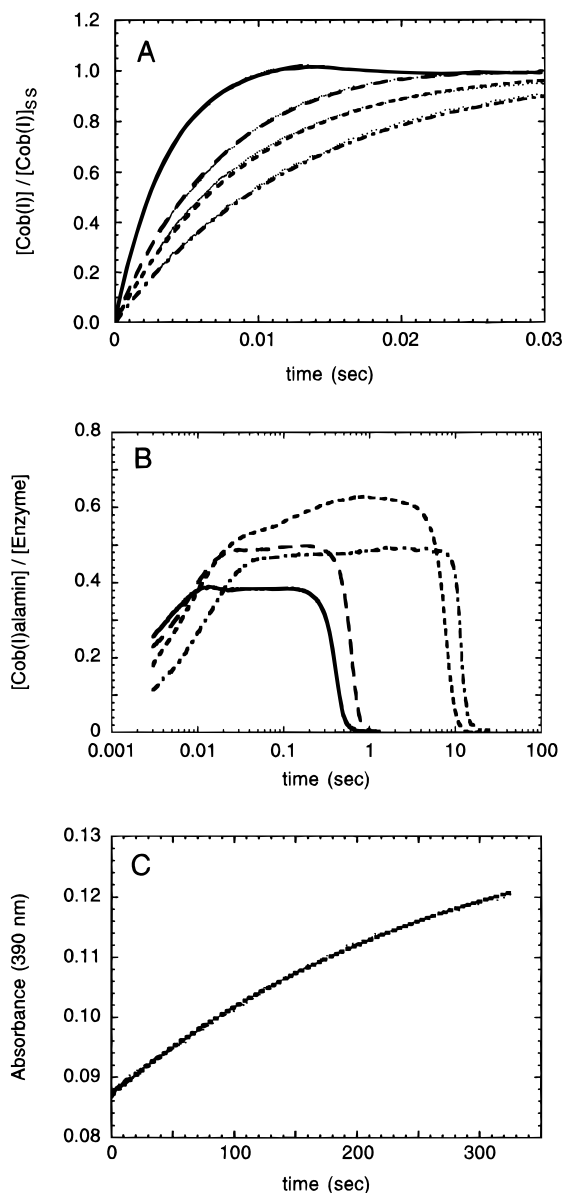 A
1.2
1.0
0.8
0.6
0.4
0.2
0.0
[Cob(I)] / [Cob(I)]SS
0 0.01 0.02 0.03
time (sec)
B
0.8
0.6
0.4
0.2
0
[Cob(I)alamin] / [Enzyme]
0.001 0.01 0.1 1 10 100
time (sec)
C
0.13
0.12
0.11
0.10
0.09
0.08
Absorbance (390 nm)
0 100 200 300
time (sec)